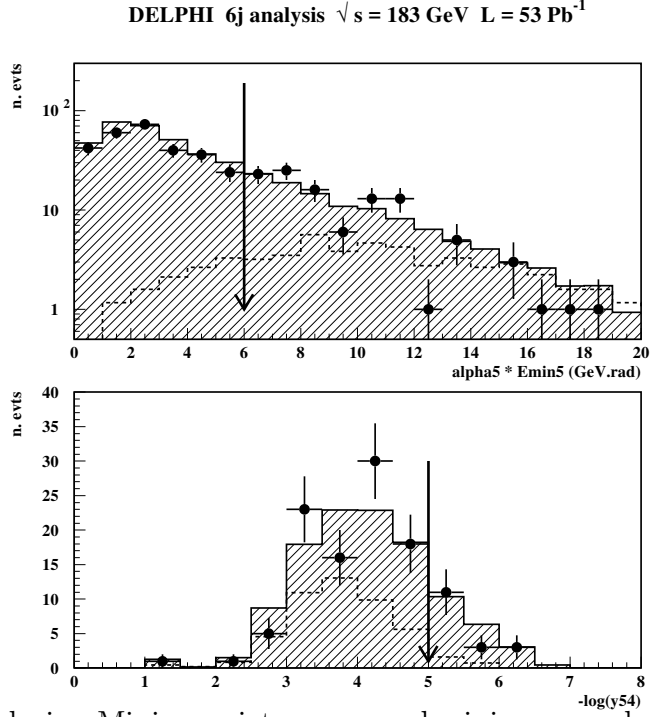 DELPHI 6j analysis √ s = 183 GeV L = 53 Pb-1
n. evts
10 2
10
1
0 2 4 6 8 10 12 14 16 18 20
alpha5 * Emin5 (GeV.rad)
n. evts
40
35
30
25
20
15
10
5
0
0 1 2 3 4 5 6 7 8
-log(y54)